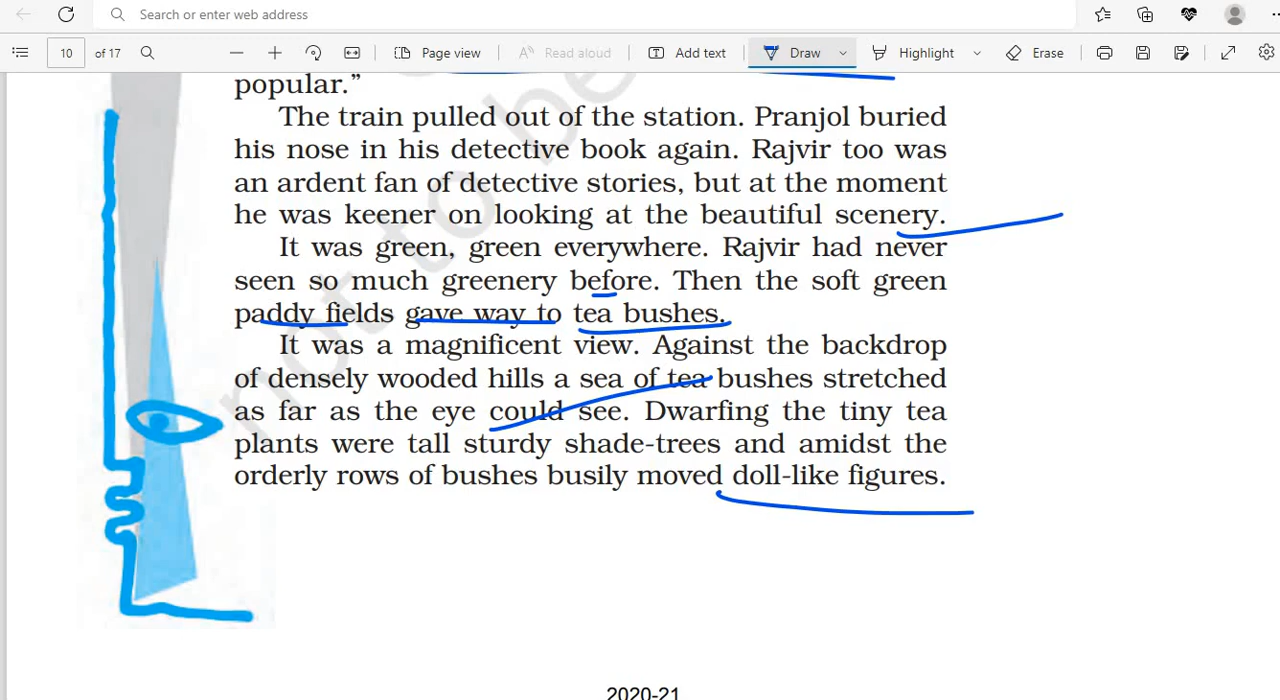 Search or enter web address
10 of 17 Page view Read aloud Add text Draw Highlight Erase
popular.”
The train pulled out of the station. Pranjol buried
his nose in his detective book again. Rajvir too was
an ardent fan of detective stories, but at the moment
he was keener on looking at the beautiful scenery.
It was green, green everywhere. Rajvir had never
seen so much greenery before. Then the soft green
paddy fields gave way to tea bushes.
It was a magnificent view. Against the backdrop
of densely wooded hills a sea of tea bushes stretched
as far as the eye could see. Dwarfing the tiny tea
plants were tall sturdy shade-trees and amidst the
orderly rows of bushes busily moved doll-like figures.
not to be
2020-21